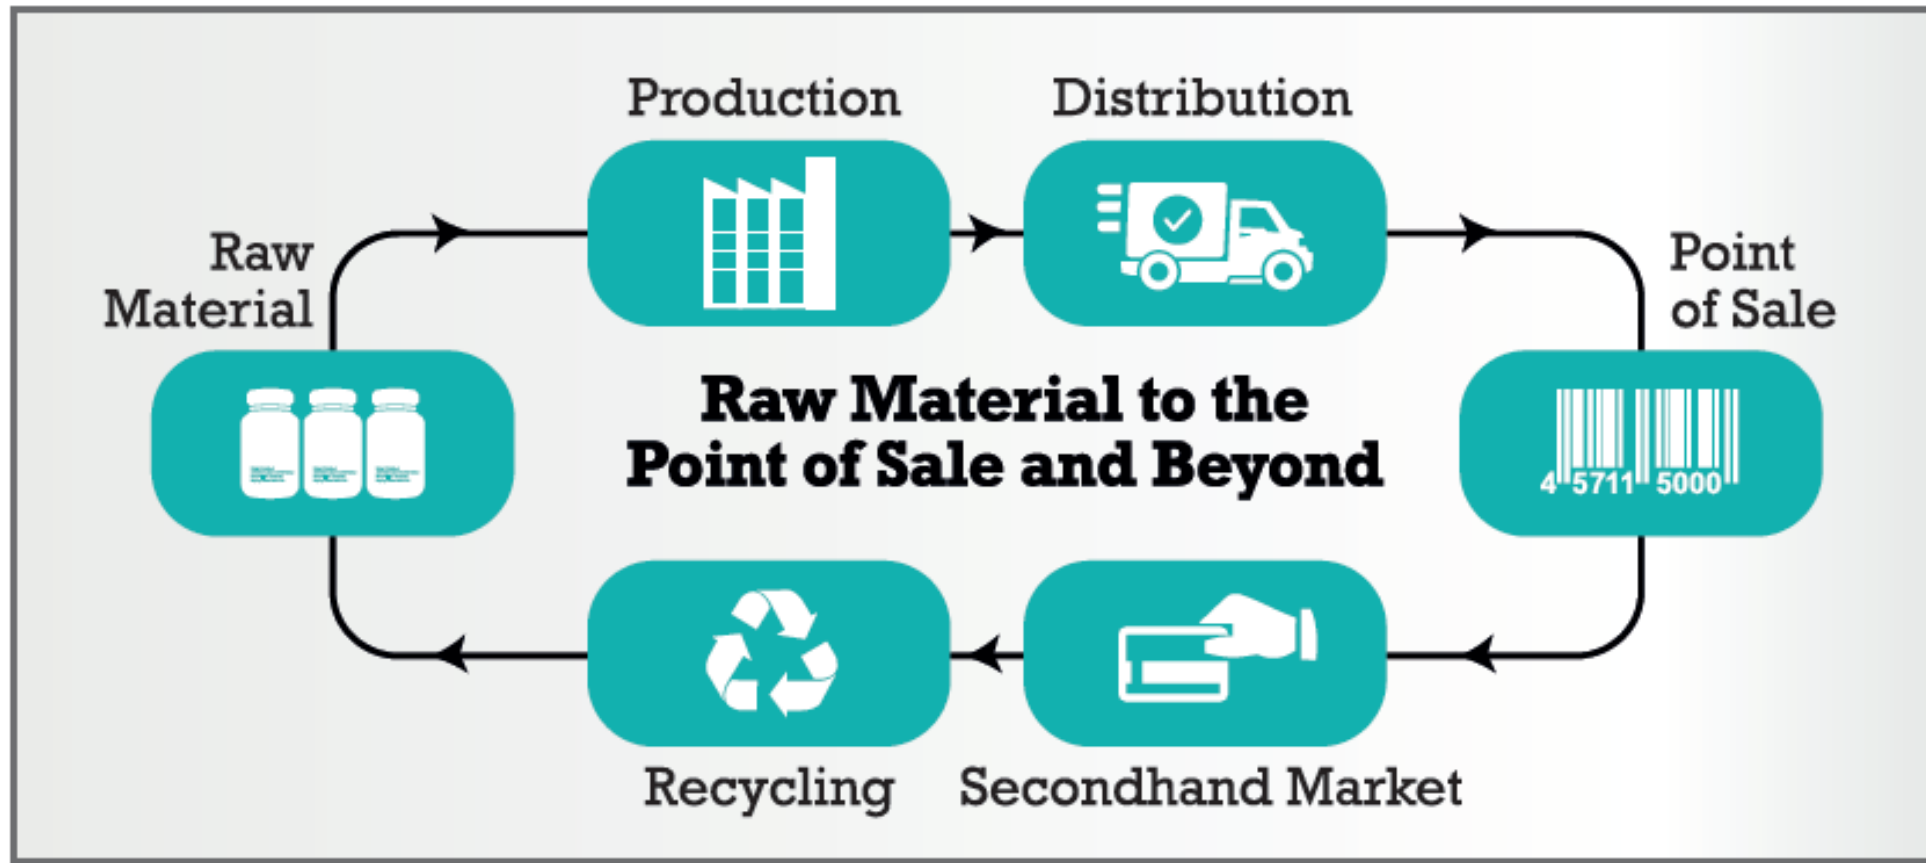 Production
Distribution
Raw
Material
Point
of Sale
Raw Material to the
Point of Sale and Beyond
4 5711 5000
Recycling
Secondhand Market